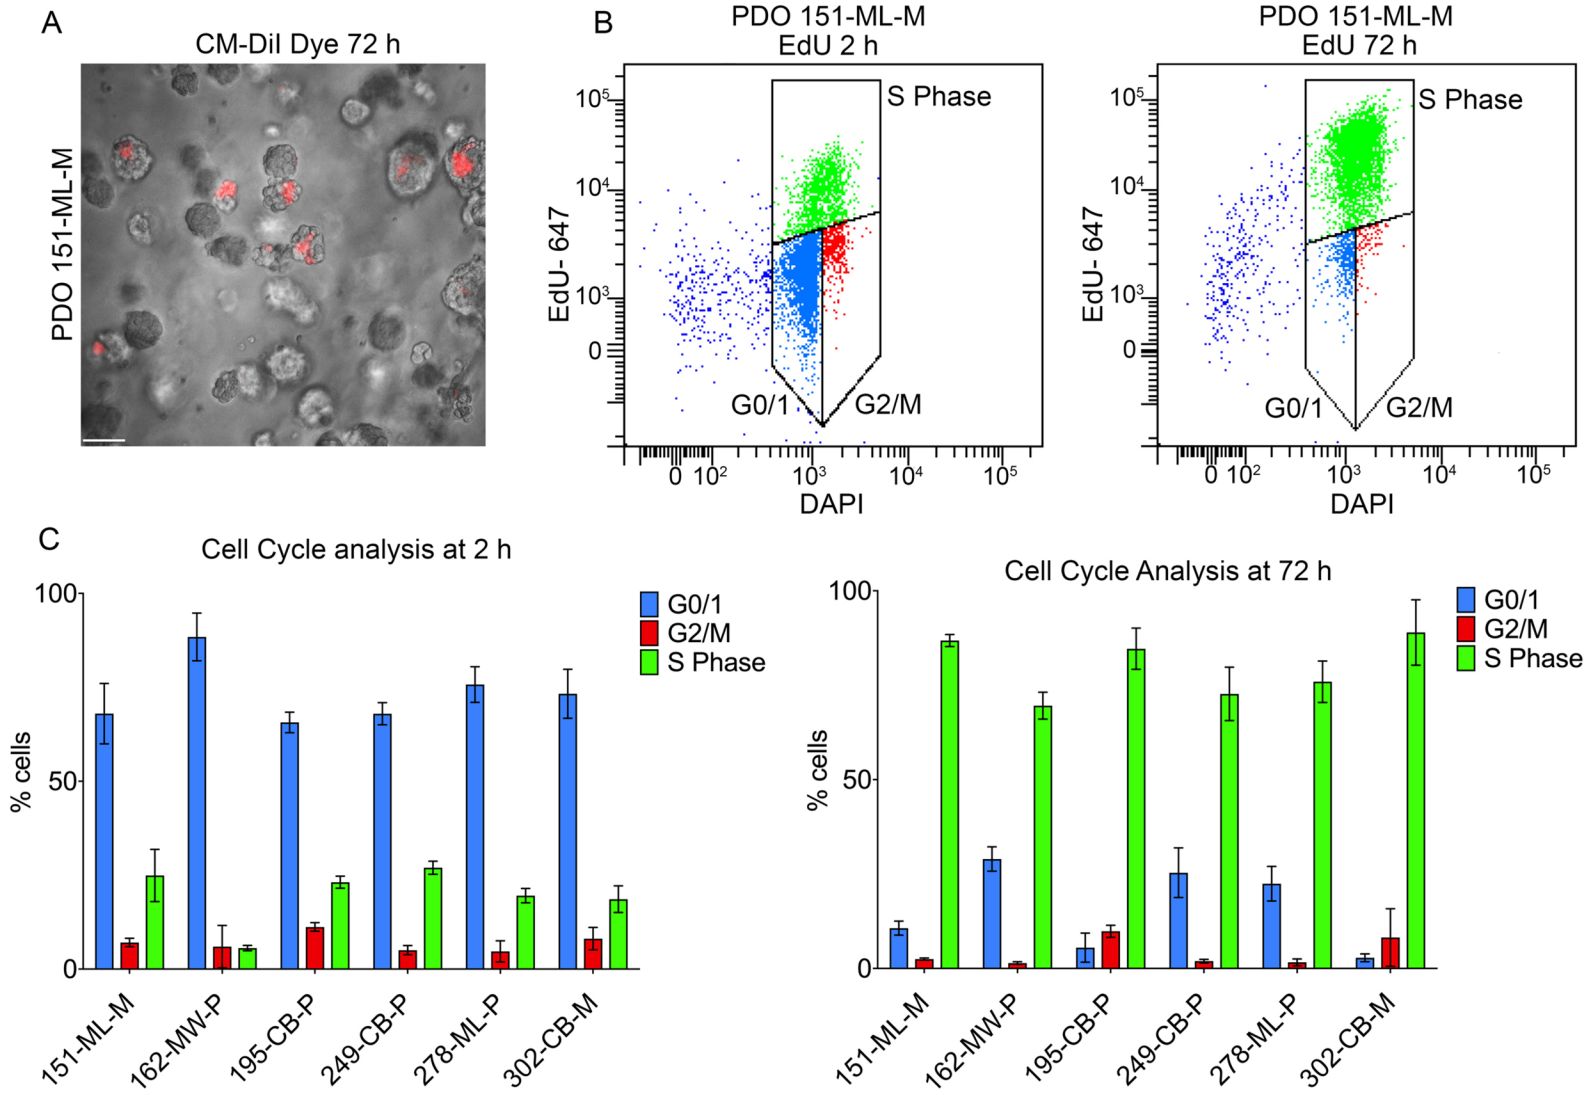 A
CM-Dil Dye 72 h
PDO 151-ML-M
B
PDO 151-ML-M
EdU 2 h
S Phase
EdU- 647
10⁵
10⁴
10³
0
G0/1
G2/M
0 10² 10³ 10⁴ 10⁵
DAPI
PDO 151-ML-M
EdU 72 h
S Phase
EdU- 647
10⁵
10⁴
10³
0
G0/1
G2/M
0 10² 10³ 10⁴ 10⁵
DAPI
C
Cell Cycle analysis at 2 h
% cells
100
50
0
G0/1
G2/M
S Phase
151-ML-M
162-MW-P
195-CB-P
249-CB-P
278-ML-P
302-CB-M
Cell Cycle Analysis at 72 h
% cells
100
50
0
G0/1
G2/M
S Phase
151-ML-M
162-MW-P
195-CB-P
249-CB-P
278-ML-P
302-CB-M